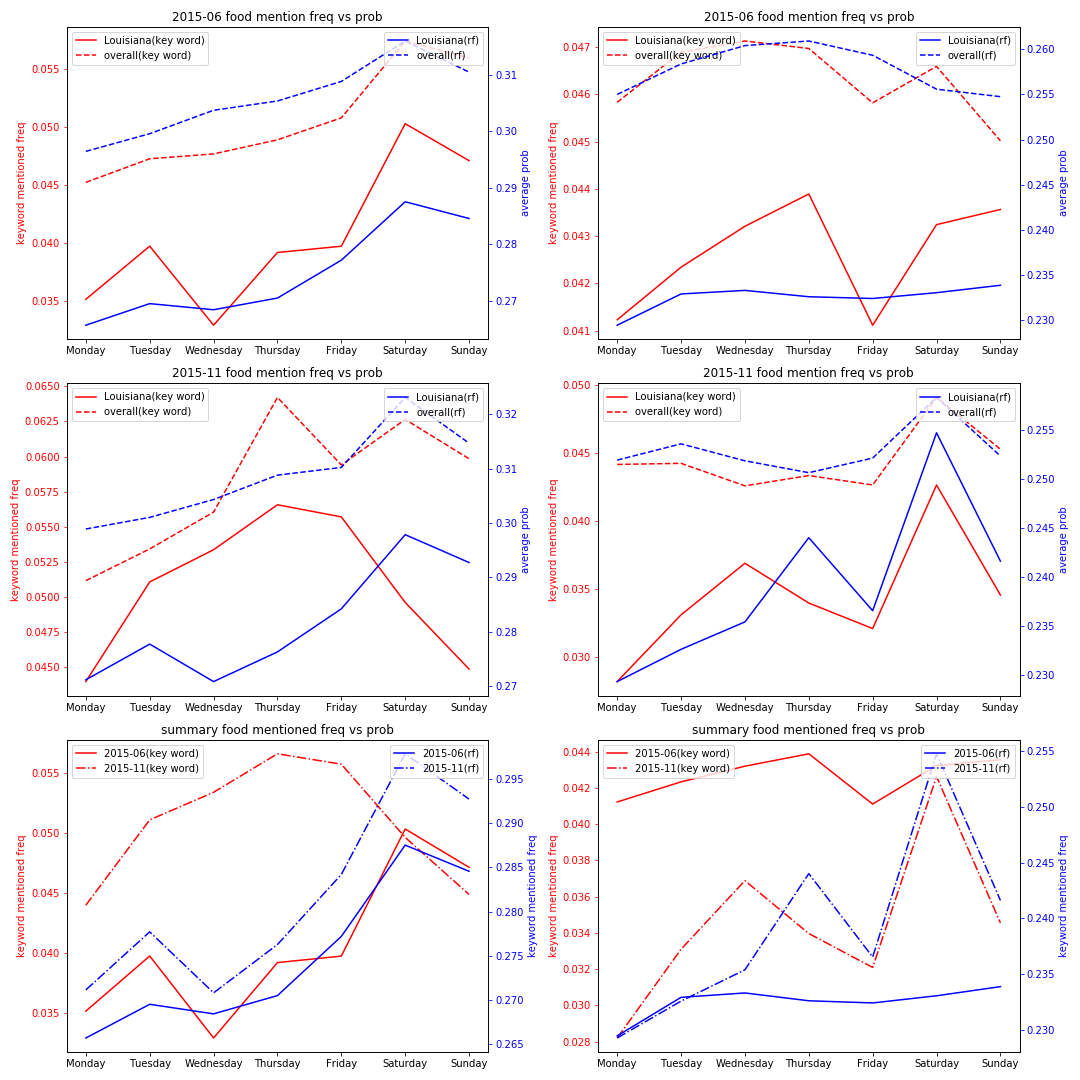 2015-06 food mention freq vs prob
Louisiana(key word)
overall(key word)
Louisiana(rf)
overall(rf)
keyword mentioned freq
0.055
0.050
0.045
0.040
0.035
0.31
0.30
0.29
0.28
0.27
average prob
Monday Tuesday Wednesday Thursday Friday Saturday Sunday
2015-06 food mention freq vs prob
Louisiana(key word)
overall(key word)
Louisiana(rf)
overall(rf)
keyword mentioned freq
0.047
0.046
0.045
0.044
0.043
0.042
0.041
0.260
0.255
0.250
0.245
0.240
0.235
0.230
average prob
Monday Tuesday Wednesday Thursday Friday Saturday Sunday
2015-11 food mention freq vs prob
Louisiana(key word)
overall(key word)
Louisiana(rf)
overall(rf)
keyword mentioned freq
0.0650
0.0625
0.0600
0.0575
0.0550
0.0525
0.0500
0.0475
0.0450
0.32
0.31
0.30
0.29
0.28
0.27
average prob
Monday Tuesday Wednesday Thursday Friday Saturday Sunday
2015-11 food mention freq vs prob
Louisiana(key word)
overall(key word)
Louisiana(rf)
overall(rf)
keyword mentioned freq
0.050
0.045
0.040
0.035
0.030
0.255
0.250
0.245
0.240
0.235
0.230
average prob
Monday Tuesday Wednesday Thursday Friday Saturday Sunday
summary food mentioned freq vs prob
2015-06(key word)
2015-11(key word)
2015-06(rf)
2015-11(rf)
keyword mentioned freq
0.055
0.050
0.045
0.040
0.035
0.295
0.290
0.285
0.280
0.275
0.270
0.265
keyword mentioned freq
Monday Tuesday Wednesday Thursday Friday Saturday Sunday
summary food mentioned freq vs prob
2015-06(key word)
2015-11(key word)
2015-06(rf)
2015-11(rf)
keyword mentioned freq
0.044
0.042
0.040
0.038
0.036
0.034
0.032
0.030
0.028
0.255
0.250
0.245
0.240
0.235
0.230
keyword mentioned freq
Monday Tuesday Wednesday Thursday Friday Saturday Sunday